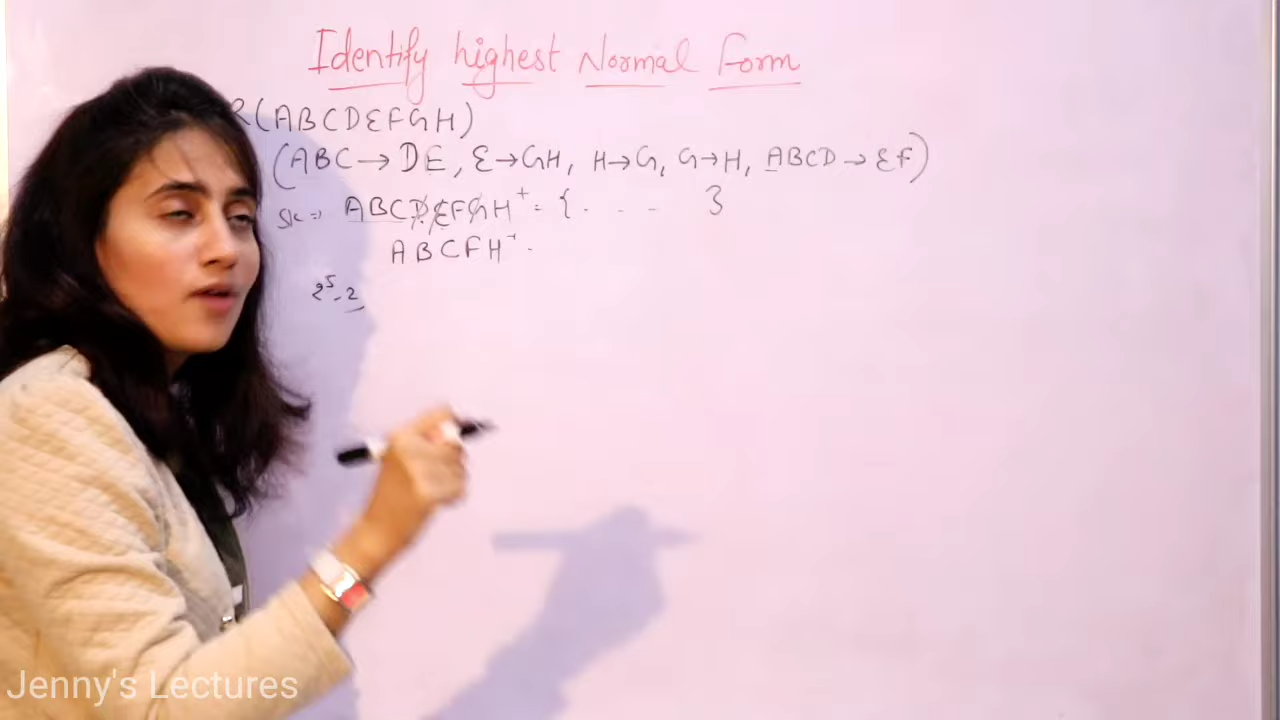 Identify highest Normal Form
R(ABCDEFGH)
(ABC→DE, E→GH, H→G, G→H, ABCD→EF)
SK ⇒ ABCDEFGH⁺ = {. . - }
ABCFH⁺ -
2⁵-2
Jenny's Lectures